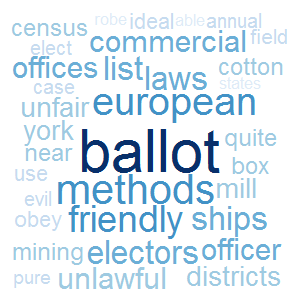 robe ideal able annual
census commercial field
elect
offices list laws cotton
case states
unfair european
york quite
near ballot box
use methods mill
evil
obey friendly ships
mining electors officer
pure unlawful districts